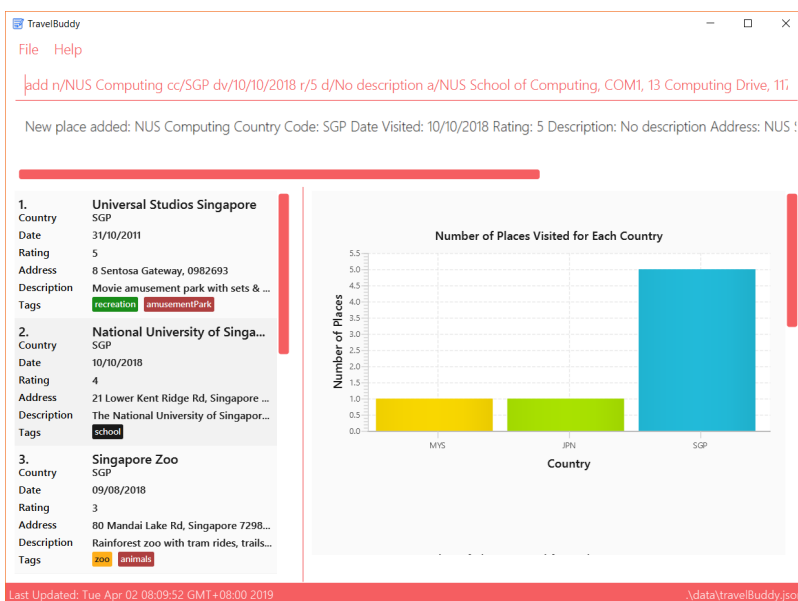 TravelBuddy
File Help
add n/NUS Computing cc/SGP dv/10/10/2018 r/5 d/No description a/NUS School of Computing, COM1, 13 Computing Drive, 117
New place added: NUS Computing Country Code: SGP Date Visited: 10/10/2018 Rating: 5 Description: No description Address: NUS
1. Universal Studios Singapore
Country SGP
Date 31/10/2011
Rating 5
Address 8 Sentosa Gateway, 0982693
Description Movie amusement park with sets & ...
Tags recreation amusementPark
2. National University of Singa...
Country SGP
Date 10/10/2018
Rating 4
Address 21 Lower Kent Ridge Rd, Singapore ...
Description The National University of Singapor...
Tags school
3. Singapore Zoo
Country SGP
Date 09/08/2018
Rating 3
Address 80 Mandai Lake Rd, Singapore 7298...
Description Rainforest zoo with tram rides, trails...
Tags zoo animals
Number of Places Visited for Each Country
Number of Places
5.5
5.0
4.5
4.0
3.5
3.0
2.5
2.0
1.5
1.0
0.5
0.0
MYS JPN SGP
Country
Last Updated: Tue Apr 02 08:09:52 GMT+08:00 2019
.\data\travelBuddy.jso